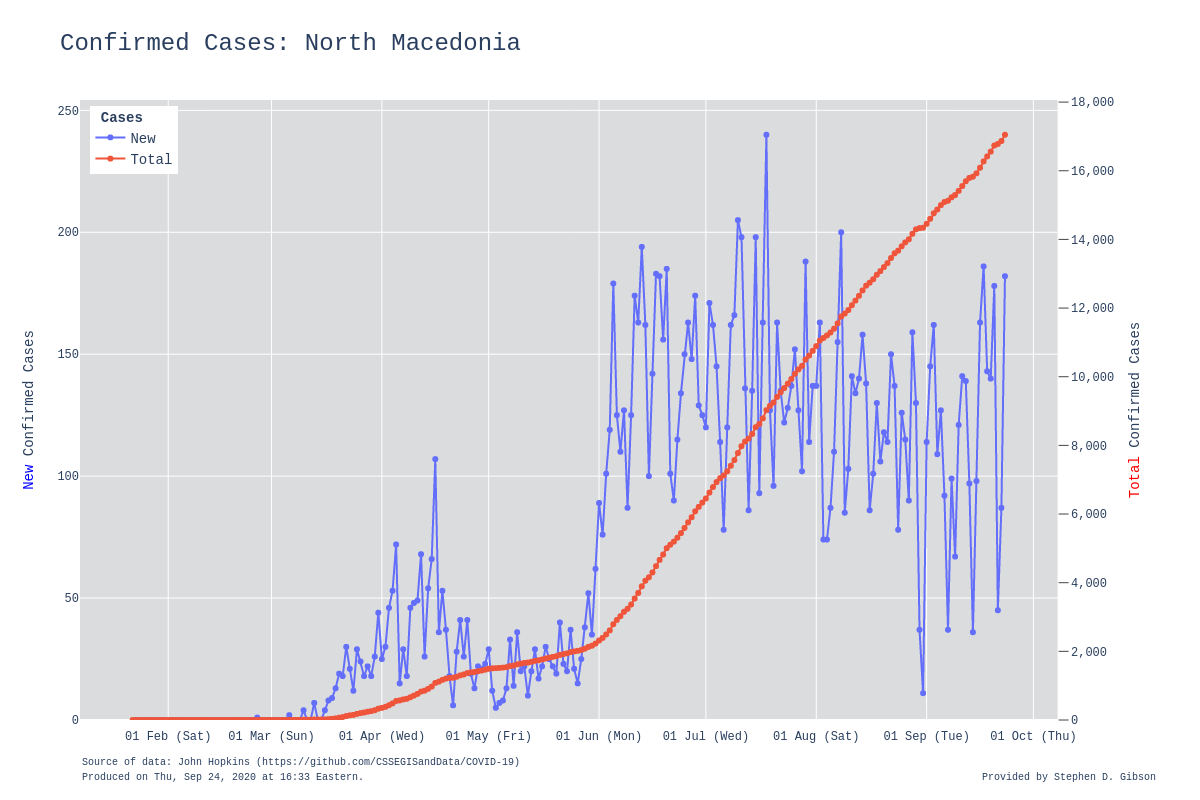 Confirmed Cases: North Macedonia
Cases
New
Total
250
200
150
100
50
0
18,000
16,000
14,000
12,000
10,000
8,000
6,000
4,000
2,000
0
New Confirmed Cases
Total Confirmed Cases
01 Feb (Sat) 01 Mar (Sun) 01 Apr (Wed) 01 May (Fri) 01 Jun (Mon) 01 Jul (Wed) 01 Aug (Sat) 01 Sep (Tue) 01 Oct (Thu)
Source of data: John Hopkins (https://github.com/CSSEGISandData/COVID-19)
Produced on Thu, Sep 24, 2020 at 16:33 Eastern.
Provided by Stephen D. Gibson